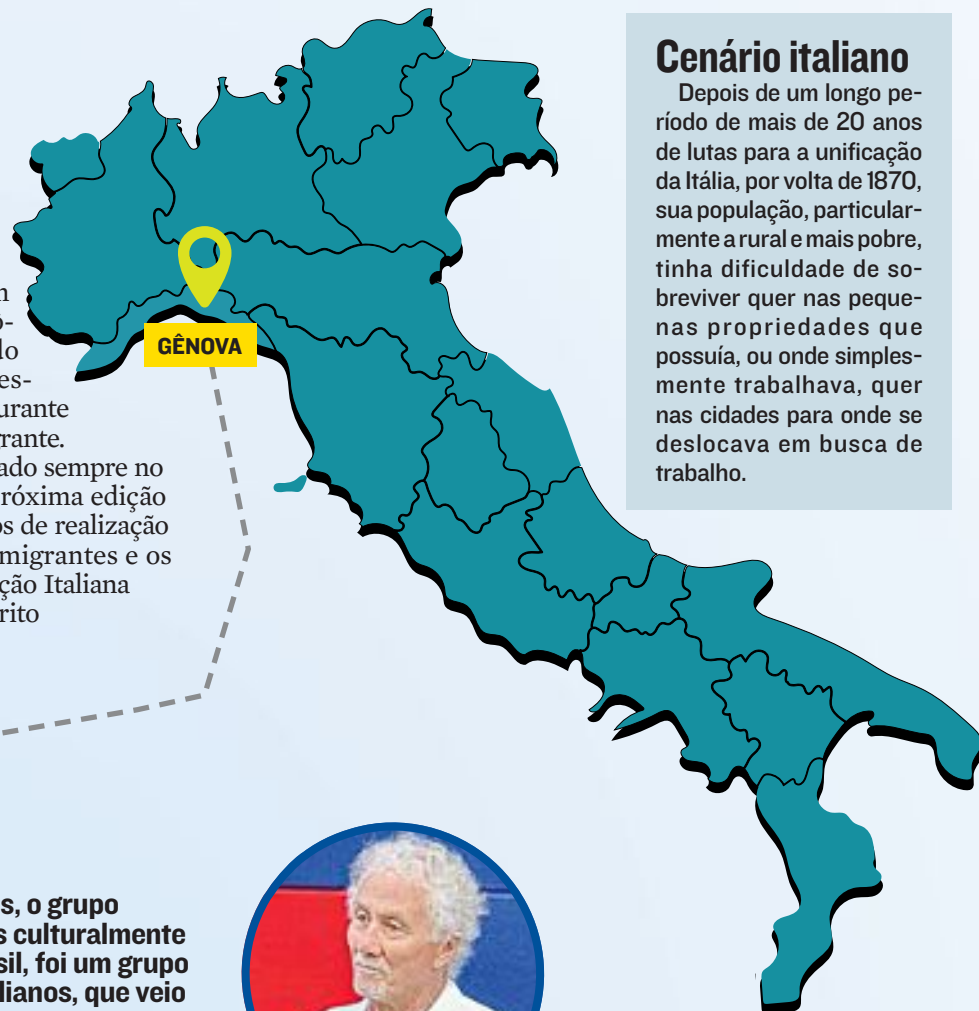 Cenário italiano
Depois de um longo pe-
ríodo de mais de 20 anos
de lutas para a unificação
da Itália, por volta de 1870,
sua população, particular-
mente a rural e mais pobre,
tinha dificuldade de so-
breviver quer nas peque-
nas propriedades que
possuía, ou onde simples-
mente trabalhava, quer
nas cidades para onde se
deslocava em busca de
trabalho.
GÊNOVA
do
es-
urante
grante.
ado sempre no
róxima edição
os de realização
migrantes e os
ção Italiana
rito
s, o grupo
s culturalmente
sil, foi um grupo
lianos, que veio